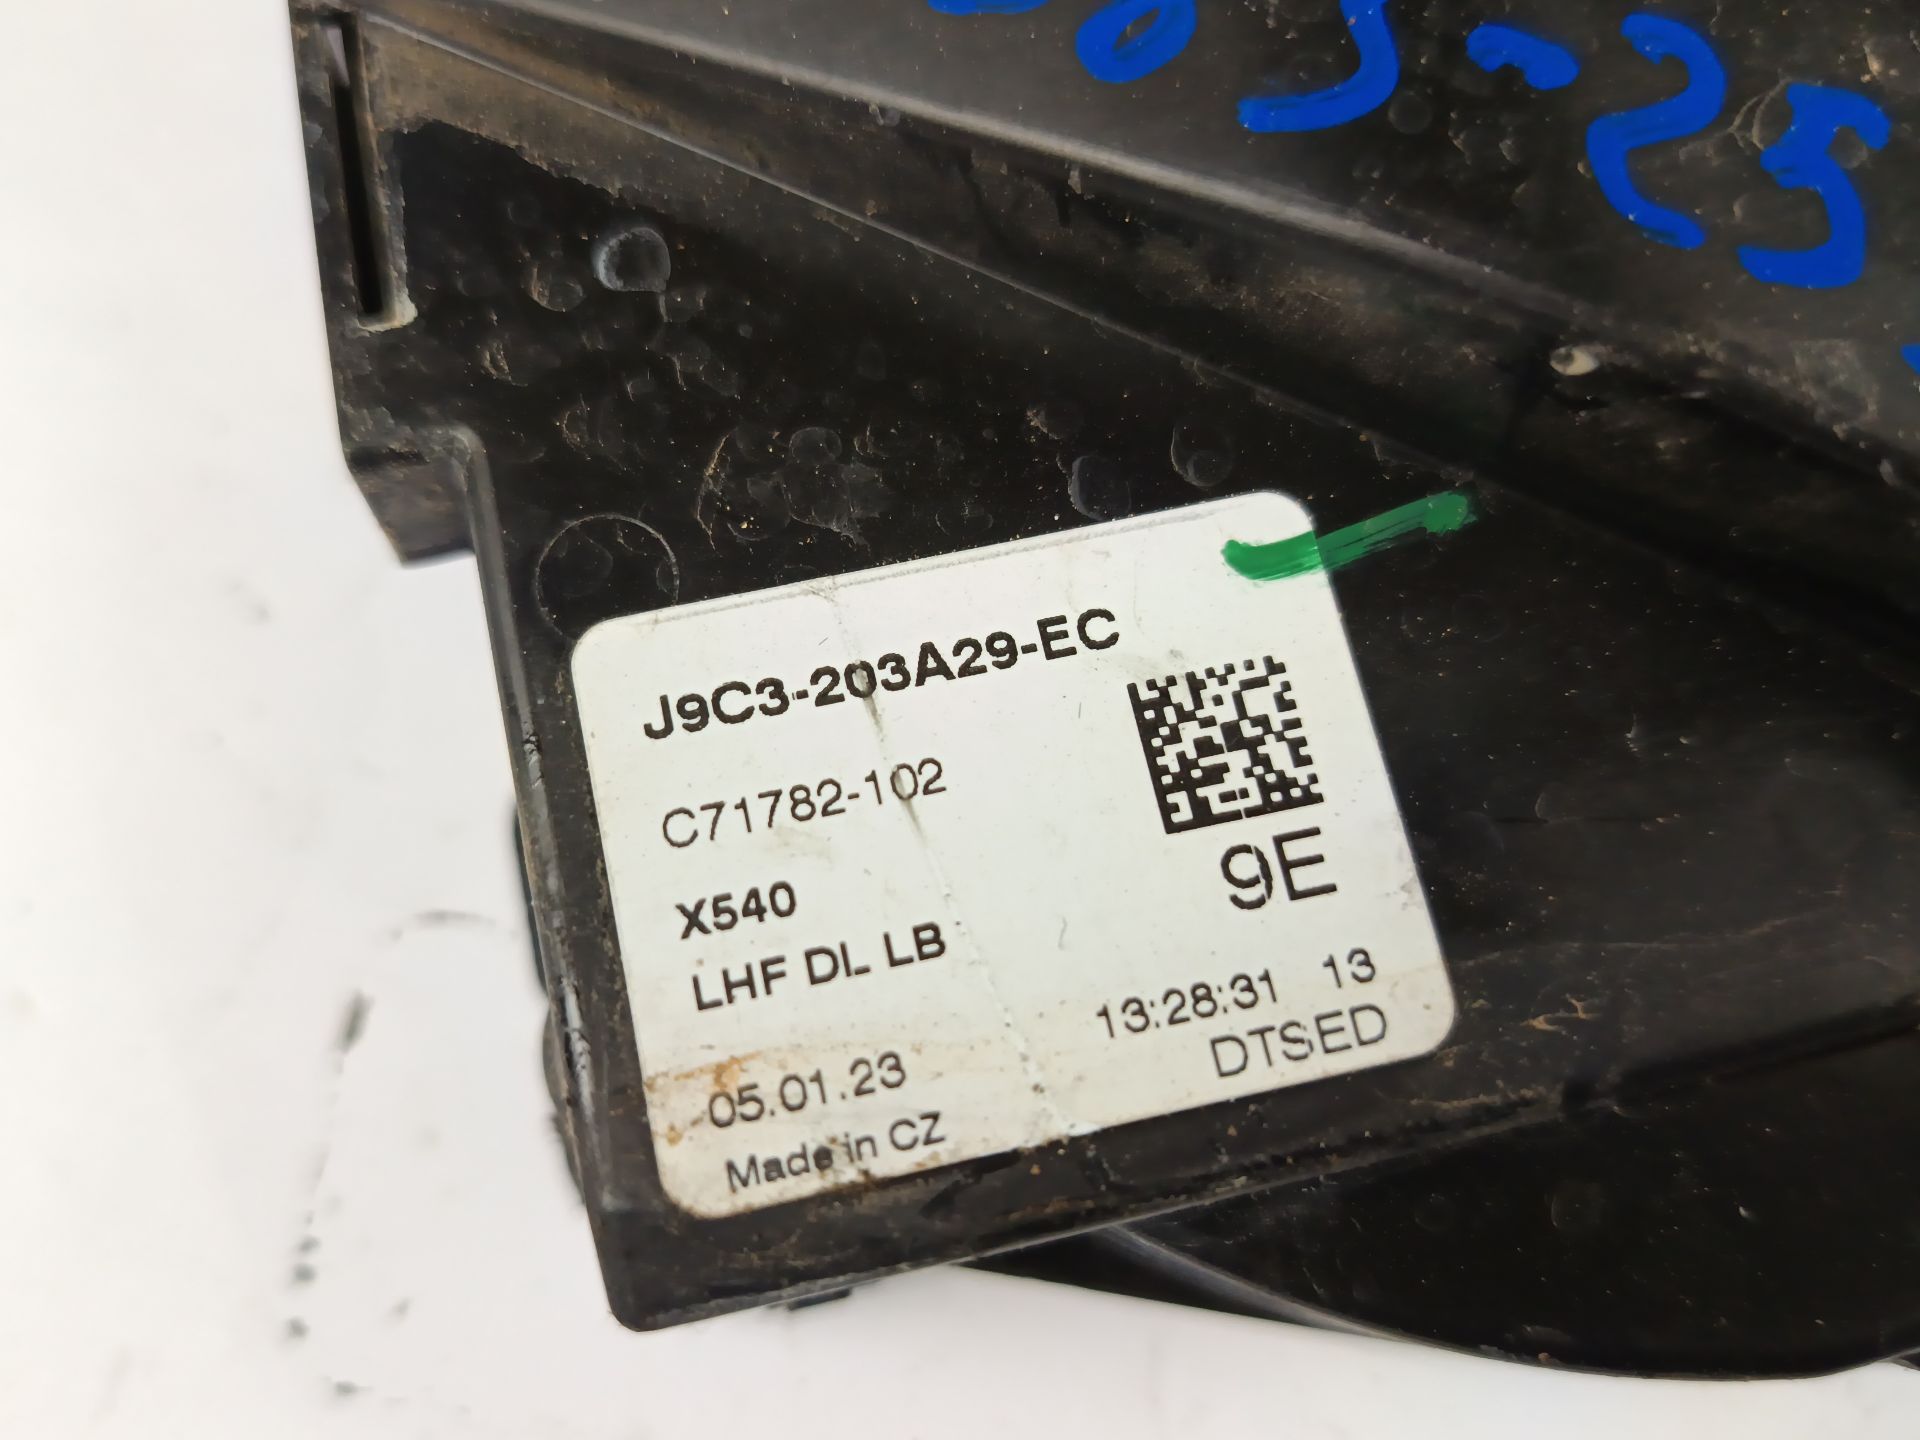 J9C3-203A29-EC
C71782-102
9E
X540
LHF DL LB
13:28:31 13
05.01.23
DTSED
Made in CZ